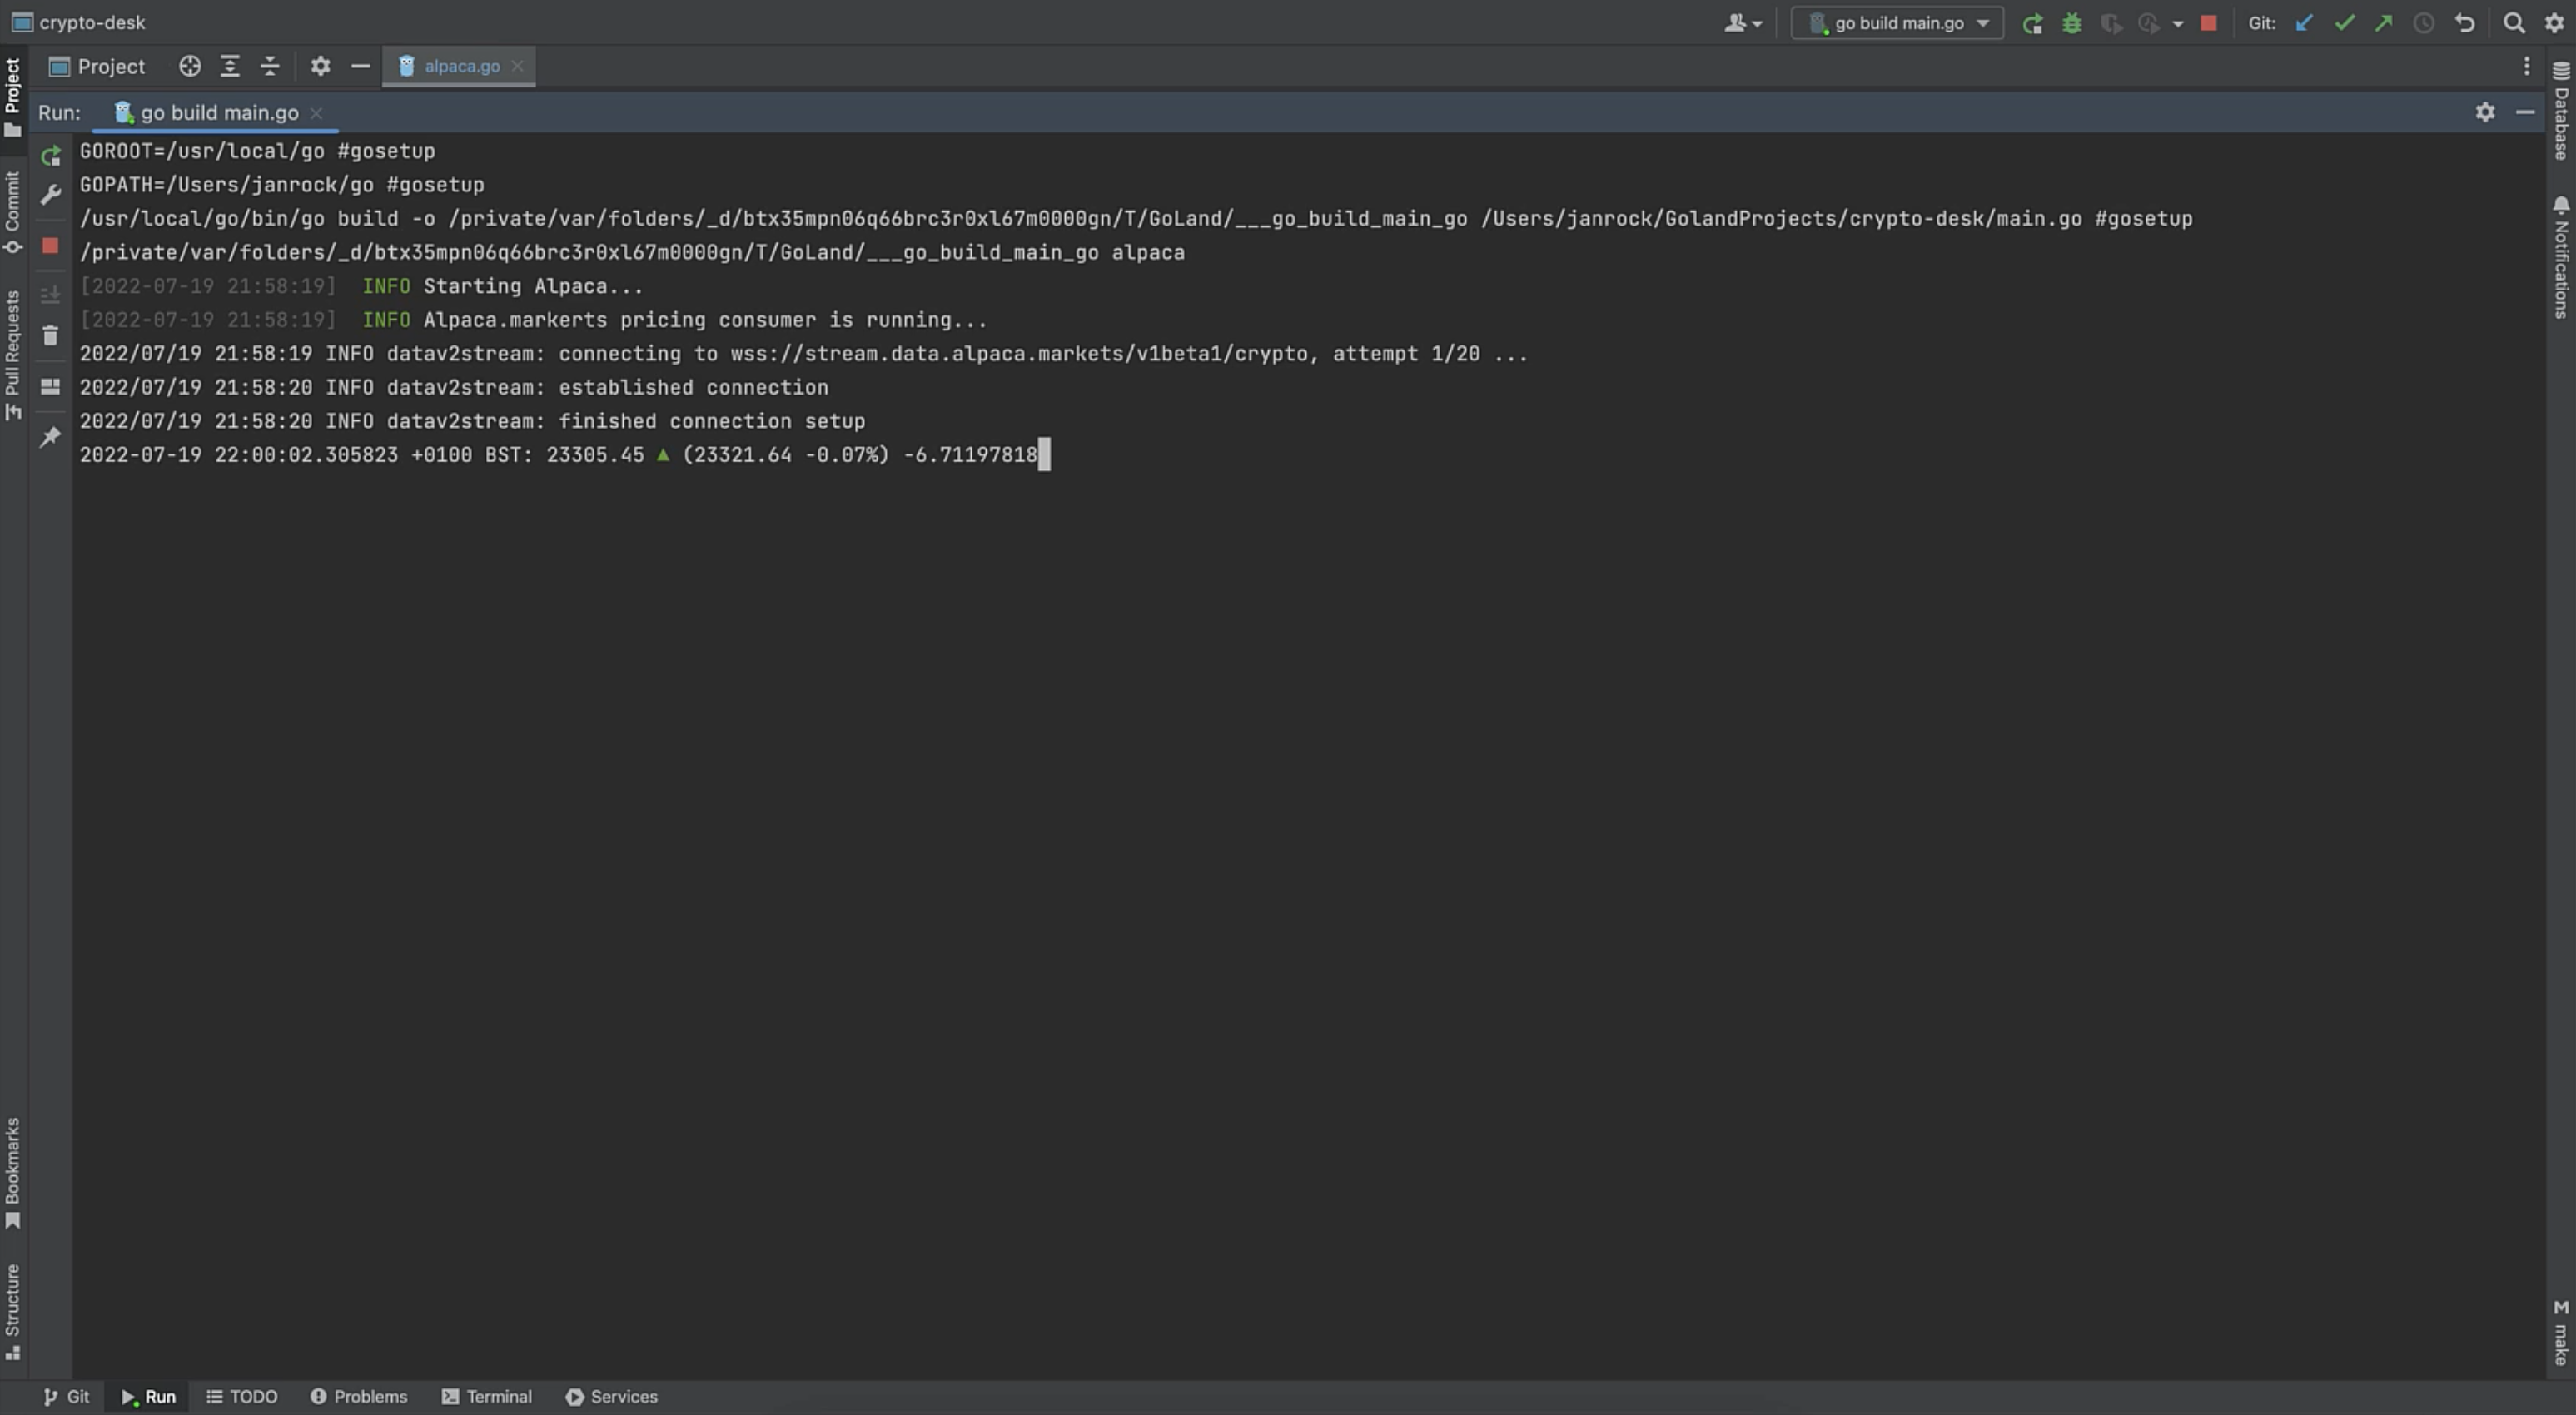 crypto-desk
go build main.go
Git:
Project
alpaca.go
Run:
go build main.go
GOROOT=/usr/local/go #gosetup
GOPATH=/Users/janrock/go #gosetup
/usr/local/go/bin/go build -o /private/var/folders/_d/btx35mpn06q66brc3r0xl67m0000gn/T/GoLand/___go_build_main_go /Users/janrock/GolandProjects/crypto-desk/main.go #gosetup
/private/var/folders/_d/btx35mpn06q66brc3r0xl67m0000gn/T/GoLand/___go_build_main_go alpaca
[2022-07-19 21:58:19]  INFO Starting Alpaca...
[2022-07-19 21:58:19]  INFO Alpaca.markerts pricing consumer is running...
2022/07/19 21:58:19 INFO datav2stream: connecting to wss://stream.data.alpaca.markets/v1beta1/crypto, attempt 1/20 ...
2022/07/19 21:58:20 INFO datav2stream: established connection
2022/07/19 21:58:20 INFO datav2stream: finished connection setup
2022-07-19 22:00:02.305823 +0100 BST: 23305.45 ▲ (23321.64 -0.07%) -6.71197818
Project
Commit
Pull Requests
Bookmarks
Structure
Database
Notifications
M make
Git
Run
TODO
Problems
Terminal
Services